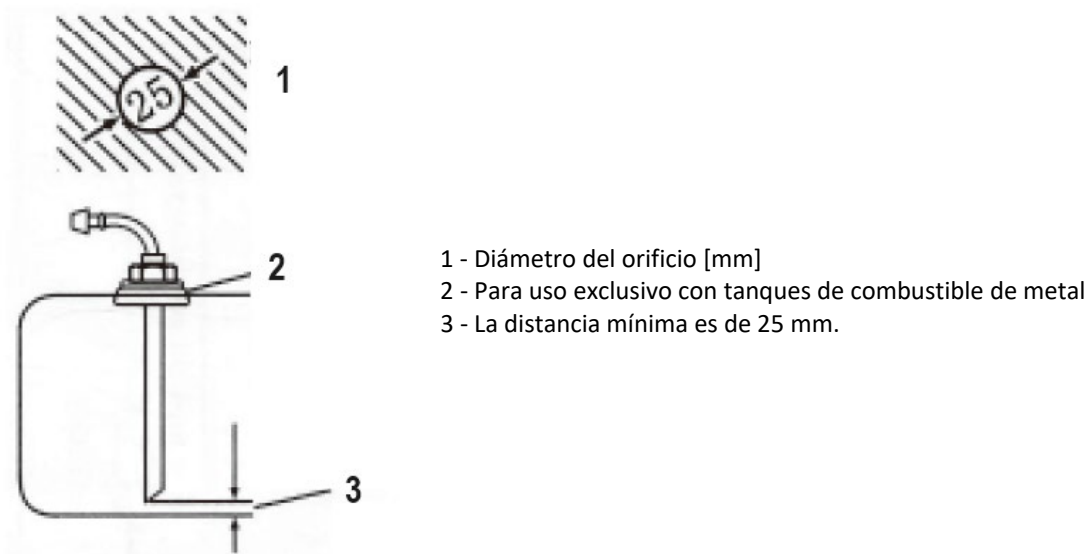 1
25
2
1 - Diámetro del orificio [mm]
2 - Para uso exclusivo con tanques de combustible de metal
3 - La distancia mínima es de 25 mm.
3